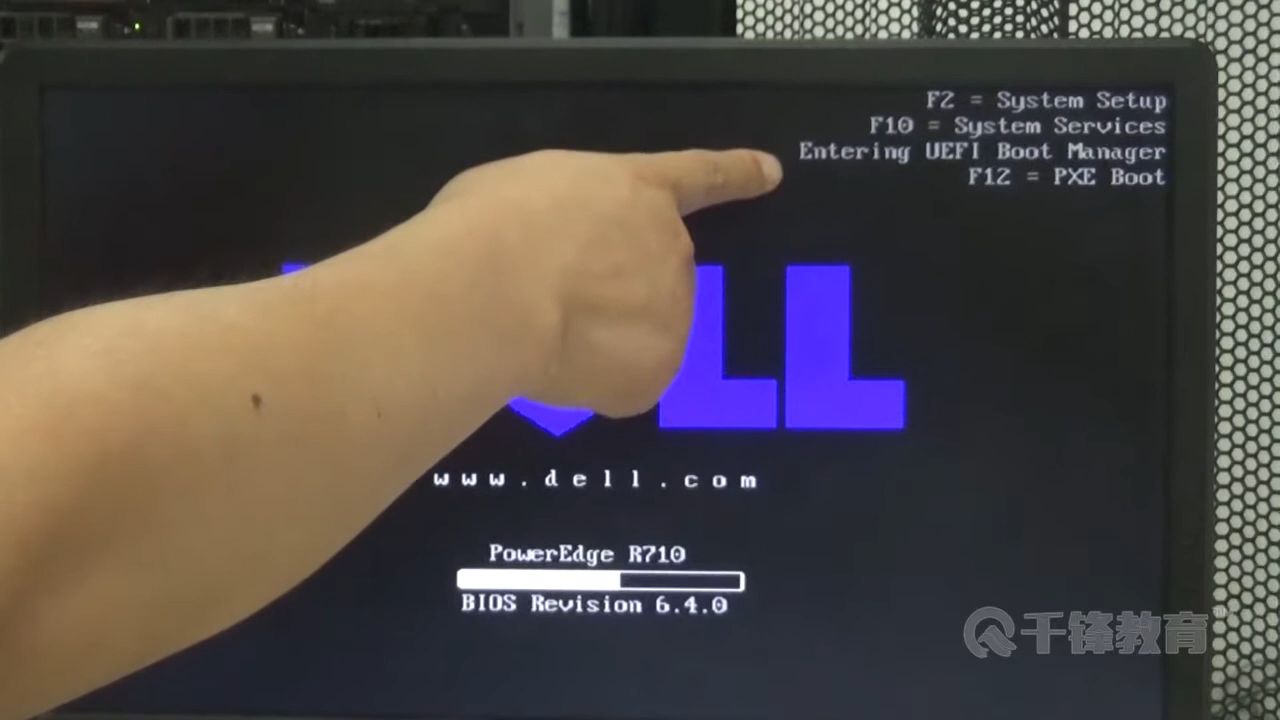 F2 = System Setup
F10 = System Services
Entering UEFI Boot Manager
F12 = PXE Boot
LL
www.dell.com
PowerEdge R710
BIOS Revision 6.4.0
千锋教育